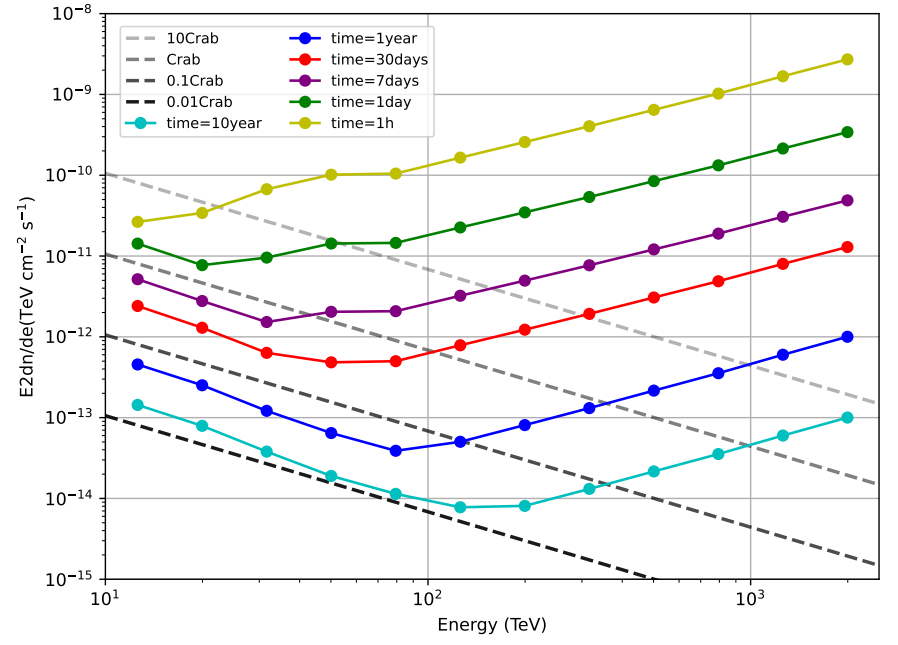 10⁻⁸
10⁻⁹
10⁻¹⁰
10⁻¹¹
10⁻¹²
10⁻¹³
10⁻¹⁴
10⁻¹⁵
E2dn/de(TeV cm⁻² s⁻¹)
10Crab
Crab
0.1Crab
0.01Crab
time=10year
time=1year
time=30days
time=7days
time=1day
time=1h
10¹
10²
10³
Energy (TeV)